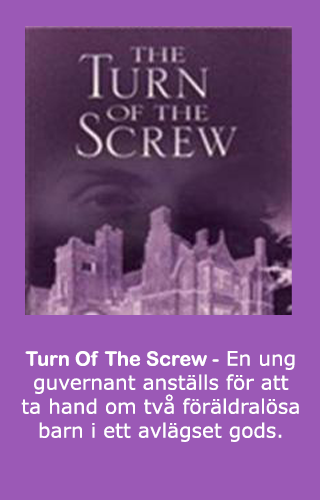 THE
TURN
OF THE
SCREW
Turn Of The Screw - En ung
guvernant anställs för att
ta hand om två föräldralösa
barn i ett avlägset gods.